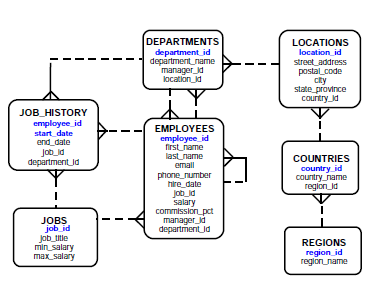 DEPARTMENTS
department_id
department_name
manager_id
location_id
LOCATIONS
location_id
street_address
postal_code
city
state_province
country_id
JOB_HISTORY
employee_id
start_date
end_date
job_id
department_id
EMPLOYEES
employee_id
first_name
last_name
email
phone_number
hire_date
job_id
salary
commission_pct
manager_id
department_id
COUNTRIES
country_id
country_name
region_id
JOBS
job_id
job_title
min_salary
max_salary
REGIONS
region_id
region_name